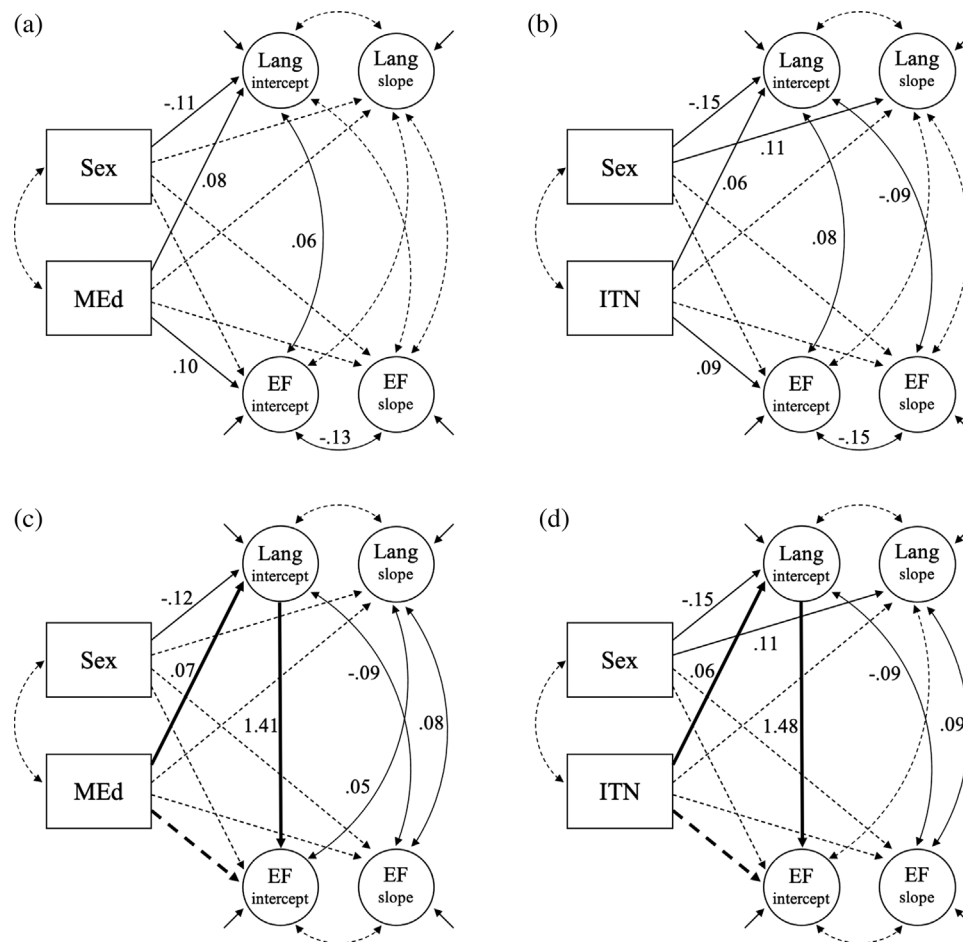 (a)
Lang
intercept
Lang
slope
-.11
Sex
.08
.06
MEd
.10
EF
intercept
EF
slope
-.13
(b)
Lang
intercept
Lang
slope
-.15
.11
Sex
.06
-.09
.08
ITN
.09
EF
intercept
EF
slope
-.15
(c)
Lang
intercept
Lang
slope
-.12
Sex
.07
-.09
1.41
.08
MEd
.05
EF
intercept
EF
slope
(d)
Lang
intercept
Lang
slope
-.15
.11
Sex
.06
-.09
1.48
.09
ITN
EF
intercept
EF
slope